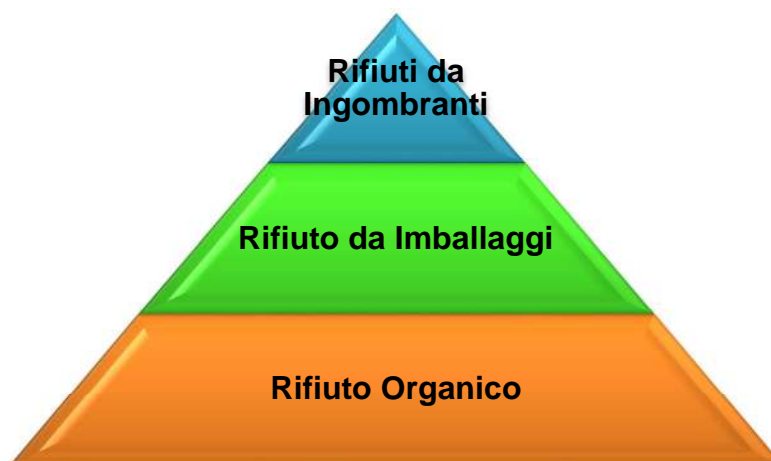 Rifiuti da
Ingombranti
Rifiuto da Imballaggi
Rifiuto Organico